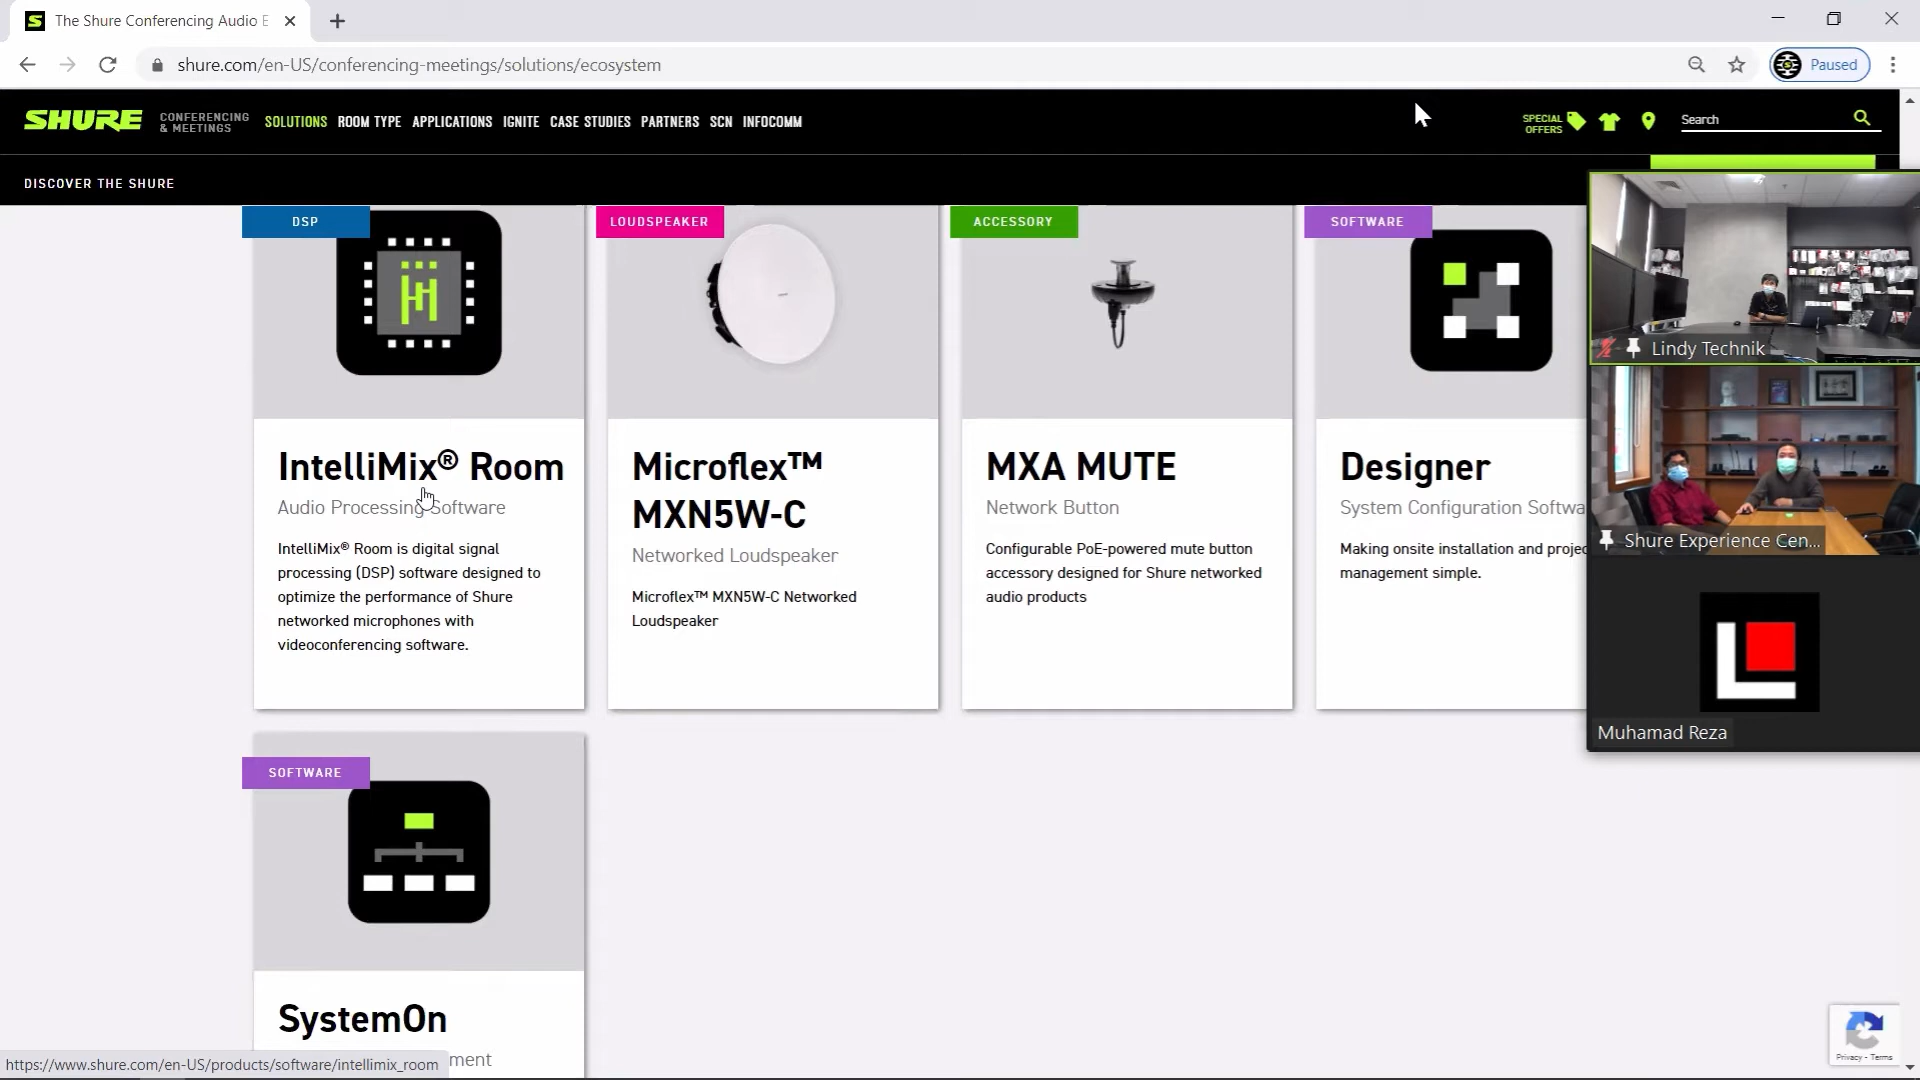 The Shure Conferencing Audio E
shure.com/en-US/conferencing-meetings/solutions/ecosystem
Paused
SHURE
CONFERENCING
& MEETINGS
SOLUTIONS ROOM TYPE APPLICATIONS IGNITE CASE STUDIES PARTNERS SCN INFOCOMM
SPECIAL
OFFERS
Search
DISCOVER THE SHURE
DSP
IntelliMix® Room
Audio Processing Software
IntelliMix® Room is digital signal
processing (DSP) software designed to
optimize the performance of Shure
networked microphones with
videoconferencing software.
LOUDSPEAKER
Microflex™
MXN5W-C
Networked Loudspeaker
Microflex™ MXN5W-C Networked
Loudspeaker
ACCESSORY
MXA MUTE
Network Button
Configurable PoE-powered mute button
accessory designed for Shure networked
audio products
SOFTWARE
Designer
System Configuration Softwa
Making onsite installation and projec
management simple.
Lindy Technik
Shure Experience Cen...
Muhamad Reza
SOFTWARE
SystemOn
ment
https://www.shure.com/en-US/products/software/intellimix_room
Privacy - Terms